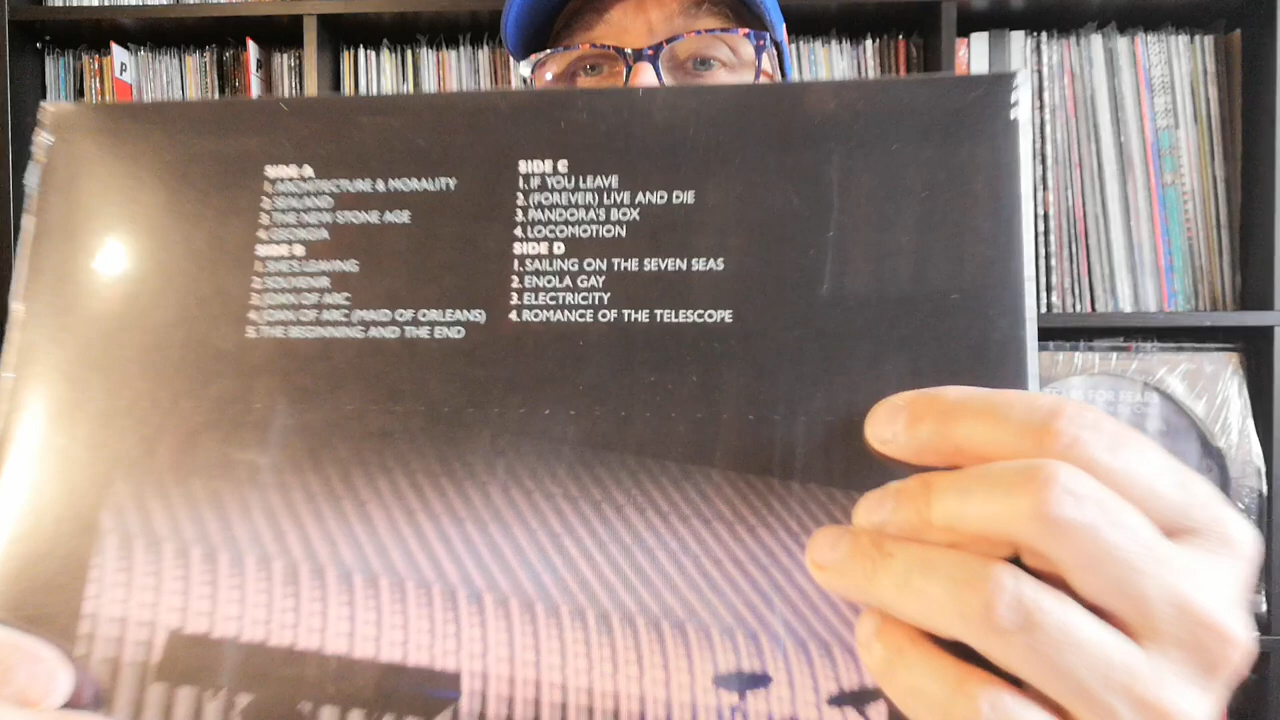 P
P
SIDE A
1. ARCHITECTURE & MORALITY
2. SEALAND
3. THE NEW STONE AGE
4. GEORGIA
SIDE B
1. SHE'S LEAVING
2. SOUVENIR
3. JOAN OF ARC
4. JOAN OF ARC (MAID OF ORLEANS)
5. THE BEGINNING AND THE END
SIDE C
1. IF YOU LEAVE
2. (FOREVER) LIVE AND DIE
3. PANDORA'S BOX
4. LOCOMOTION
SIDE D
1. SAILING ON THE SEVEN SEAS
2. ENOLA GAY
3. ELECTRICITY
4. ROMANCE OF THE TELESCOPE
TEARS FOR FEARS